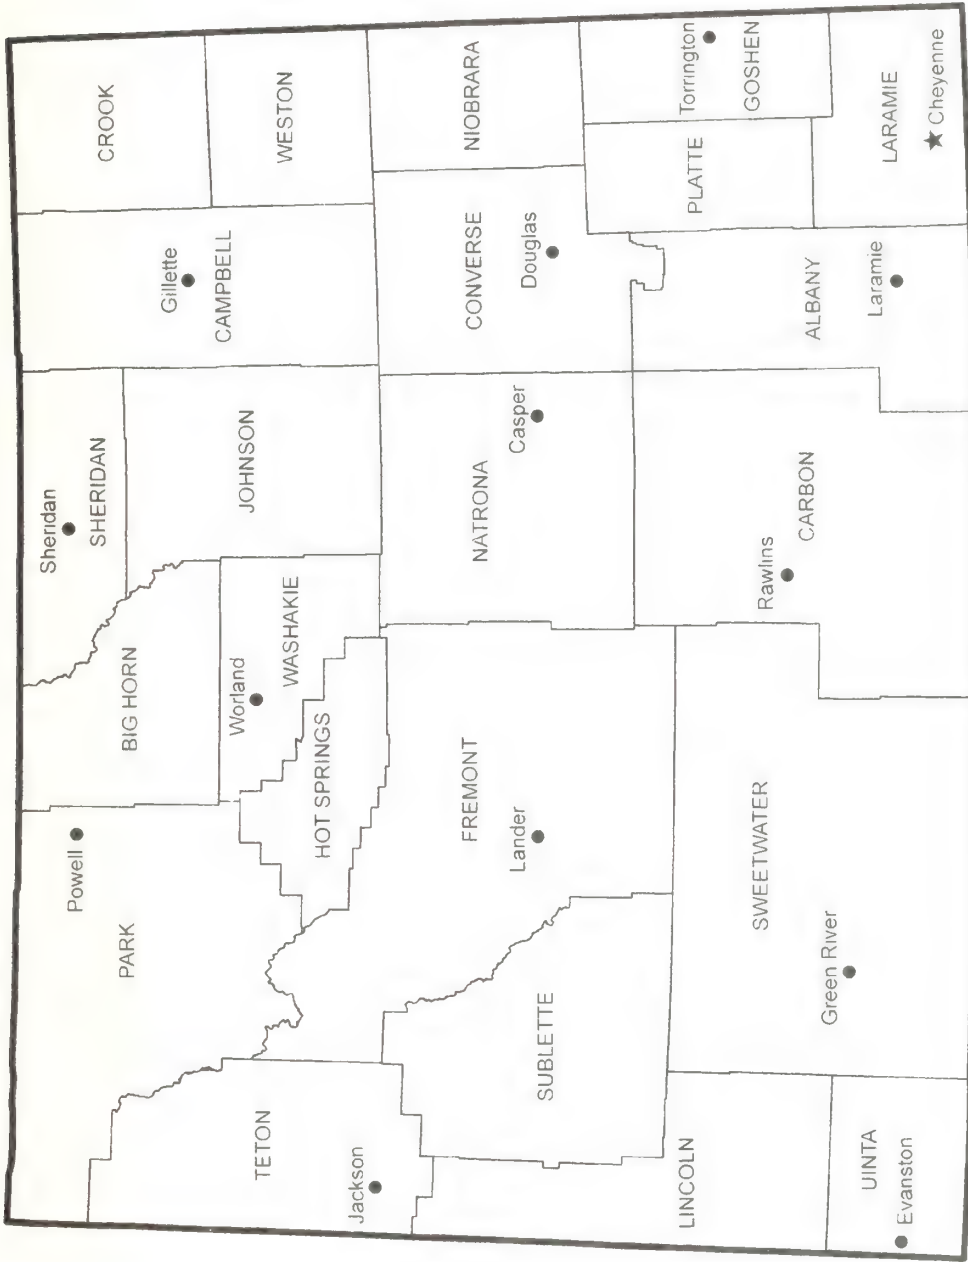 PARK
Powell
BIG HORN
Sheridan
SHERIDAN
CAMPBELL
Gillette
CROOK
WESTON
JOHNSON
WASHAKIE
Worland
HOT SPRINGS
TETON
Jackson
FREMONT
Lander
SUBLETTE
NATRONA
Casper
CONVERSE
Douglas
NIOBRARA
LINCOLN
SWEETWATER
Green River
CARBON
Rawlins
ALBANY
Laramie
PLATTE
GOSHEN
Torrington
LARAMIE
Cheyenne
UINTA
Evanston